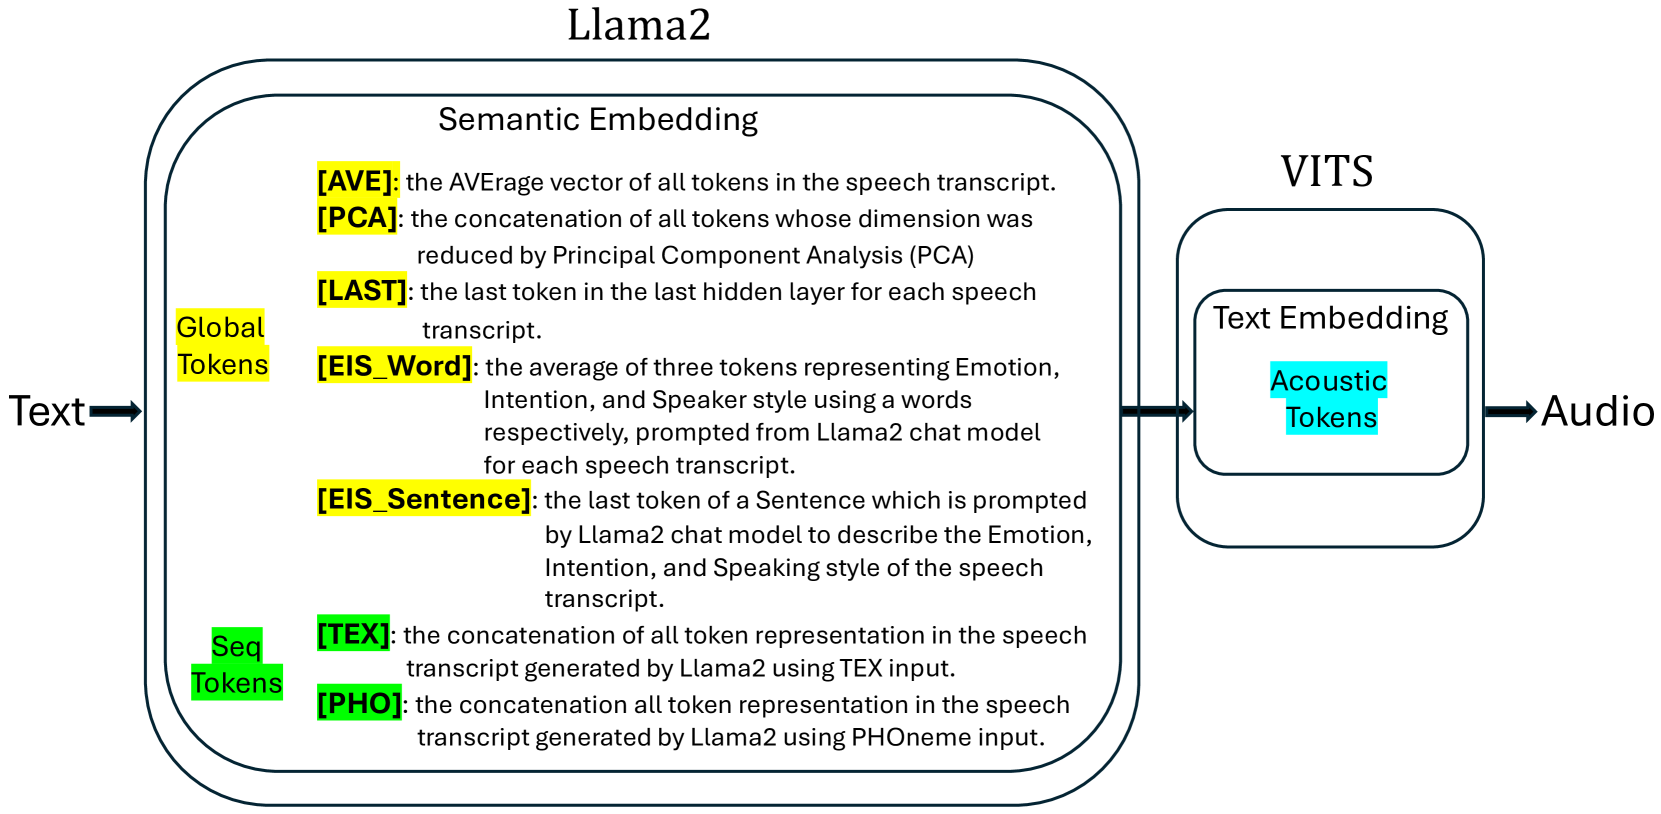 Llama2
Semantic Embedding
[AVE]: the AVErage vector of all tokens in the speech transcript.
[PCA]: the concatenation of all tokens whose dimension was
reduced by Principal Component Analysis (PCA)
[LAST]: the last token in the last hidden layer for each speech
transcript.
Global
Tokens
[EIS_Word]: the average of three tokens representing Emotion,
Intention, and Speaker style using a words
respectively, prompted from Llama2 chat model
for each speech transcript.
[EIS_Sentence]: the last token of a Sentence which is prompted
by Llama2 chat model to describe the Emotion,
Intention, and Speaking style of the speech
transcript.
Seq
Tokens
[TEX]: the concatenation of all token representation in the speech
transcript generated by Llama2 using TEX input.
[PHO]: the concatenation all token representation in the speech
transcript generated by Llama2 using PHOneme input.
Text
VITS
Text Embedding
Acoustic
Tokens
Audio